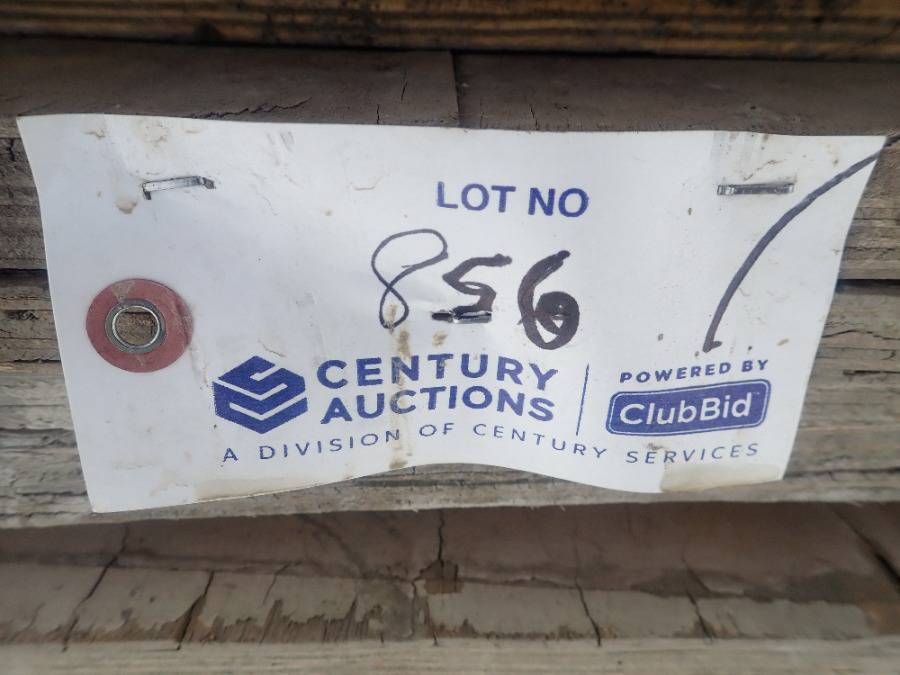 LOT NO
856
CENTURY
AUCTIONS
A DIVISION OF CENTURY SERVICES
POWERED BY
ClubBid